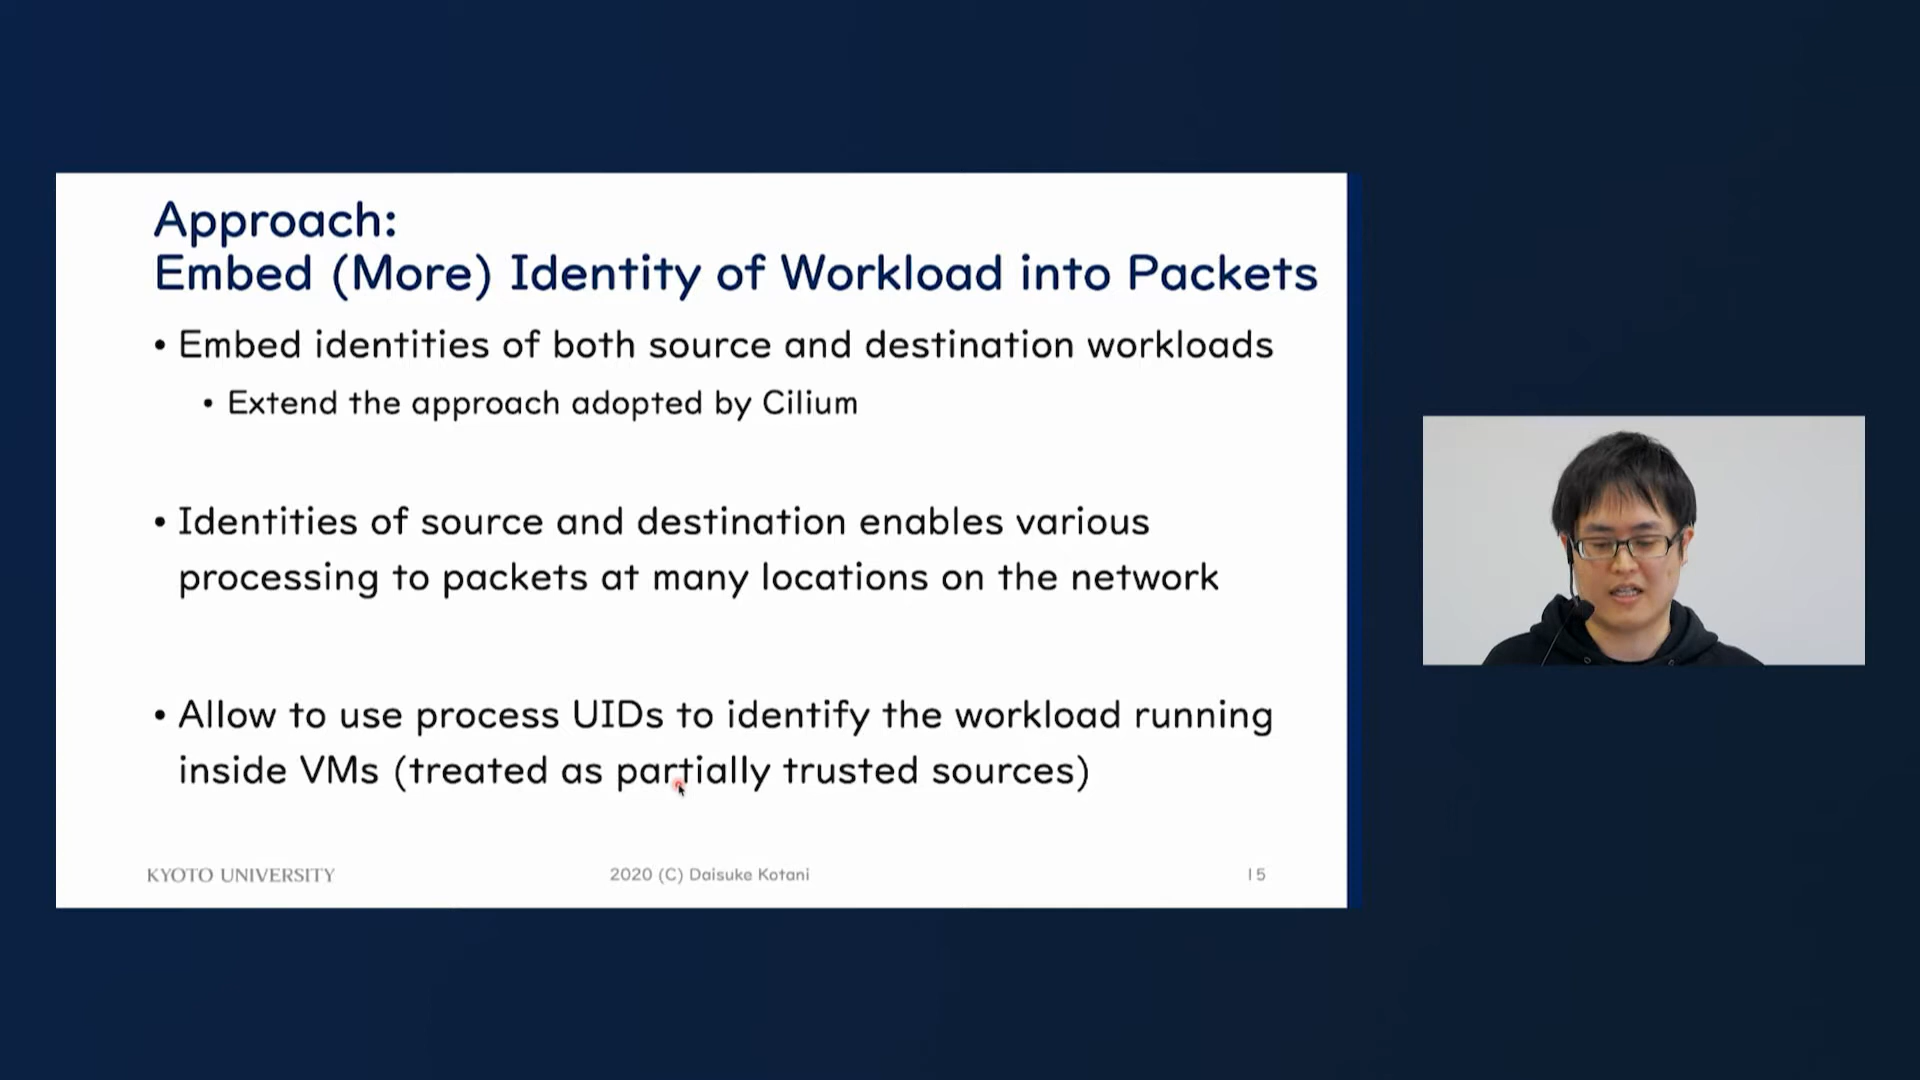 Approach:
Embed (More) Identity of Workload into Packets
• Embed identities of both source and destination workloads
• Extend the approach adopted by Cilium
• Identities of source and destination enables various
processing to packets at many locations on the network
• Allow to use process UIDs to identify the workload running
inside VMs (treated as partially trusted sources)
KYOTO UNIVERSITY
2020 (C) Daisuke Kotani
15